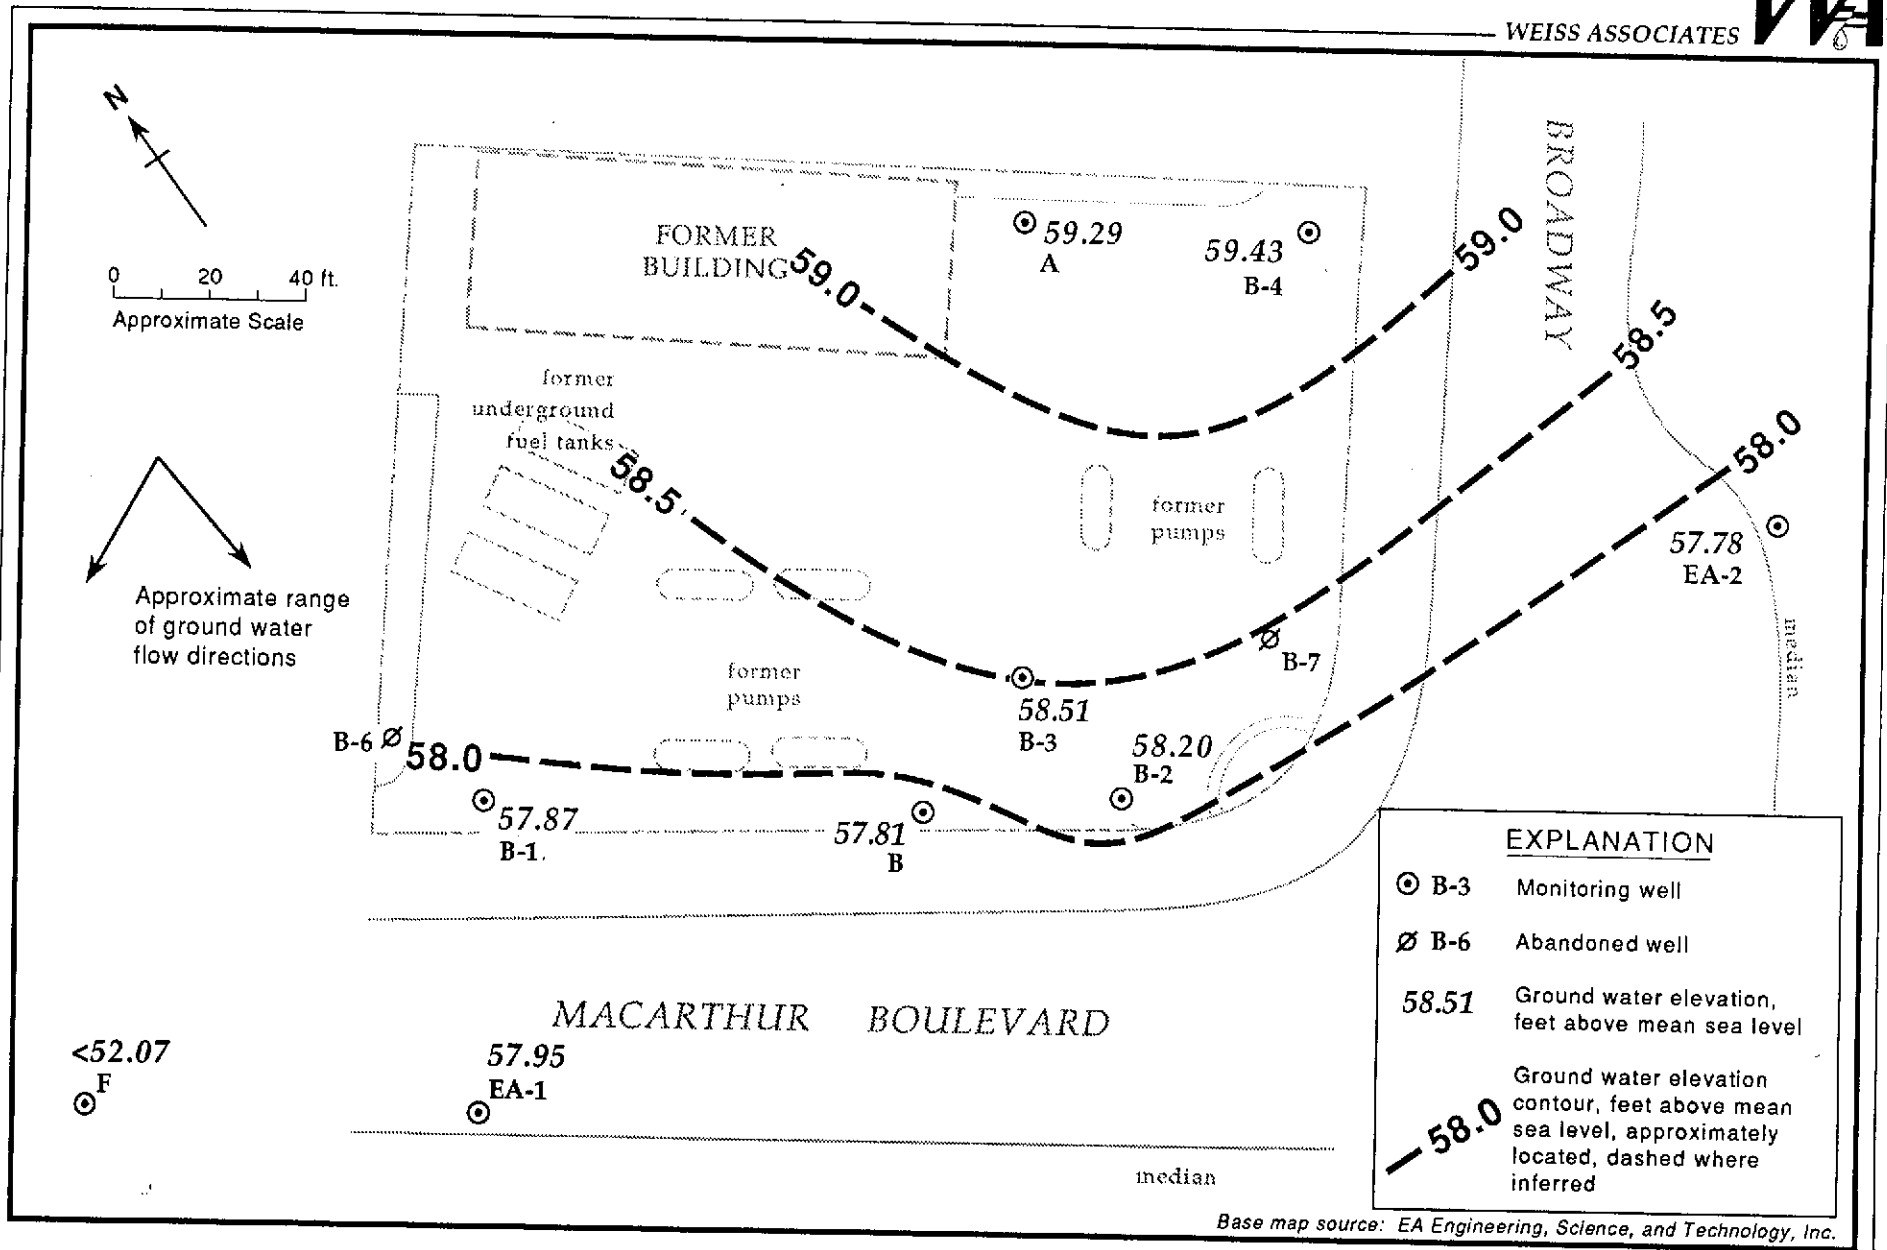 WEISS ASSOCIATES
WA
N
0 20 40 ft.
Approximate Scale
FORMER
BUILDING
59.0
59.29
A
59.43
B-4
59.0
BROADWAY
58.5
58.0
former
underground
fuel tanks
58.5
former
pumps
57.78
EA-2
median
Approximate range
of ground water
flow directions
former
pumps
B-7
58.51
B-3
58.20
B-2
B-6
58.0
57.87
B-1
57.81
B
MACARTHUR BOULEVARD
<52.07
F
57.95
EA-1
median
EXPLANATION
B-3 Monitoring well
B-6 Abandoned well
58.51 Ground water elevation,
feet above mean sea level
58.0 Ground water elevation
contour, feet above mean
sea level, approximately
located, dashed where
inferred
Base map source: EA Engineering, Science, and Technology, Inc.